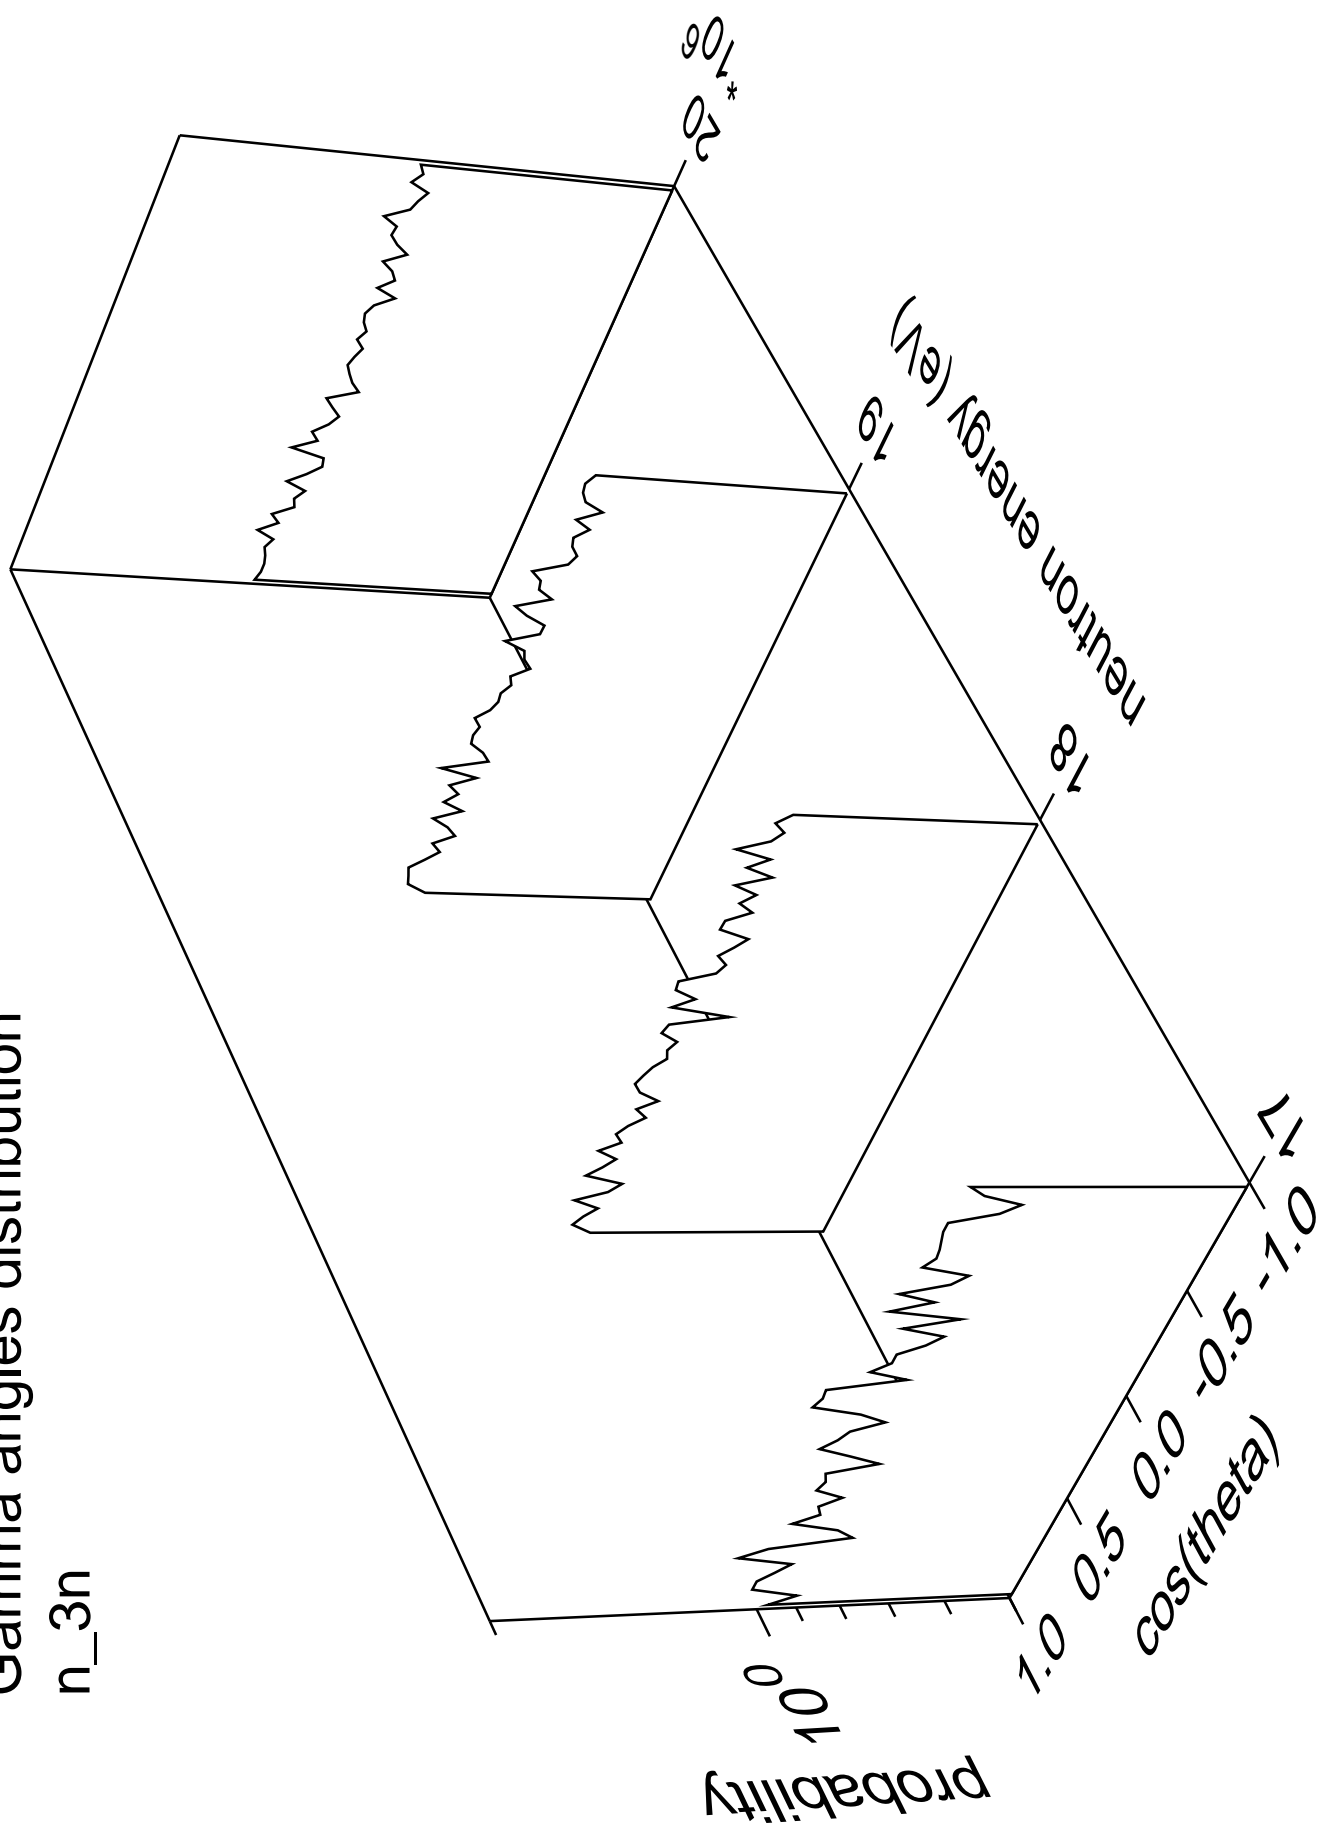 Gamma angles distribution
n_3n
probability
10^0
1.0 0.5 0.0 -0.5 -1.0
cos(theta)
17 18 19 20
*10^6
neutron energy (eV)